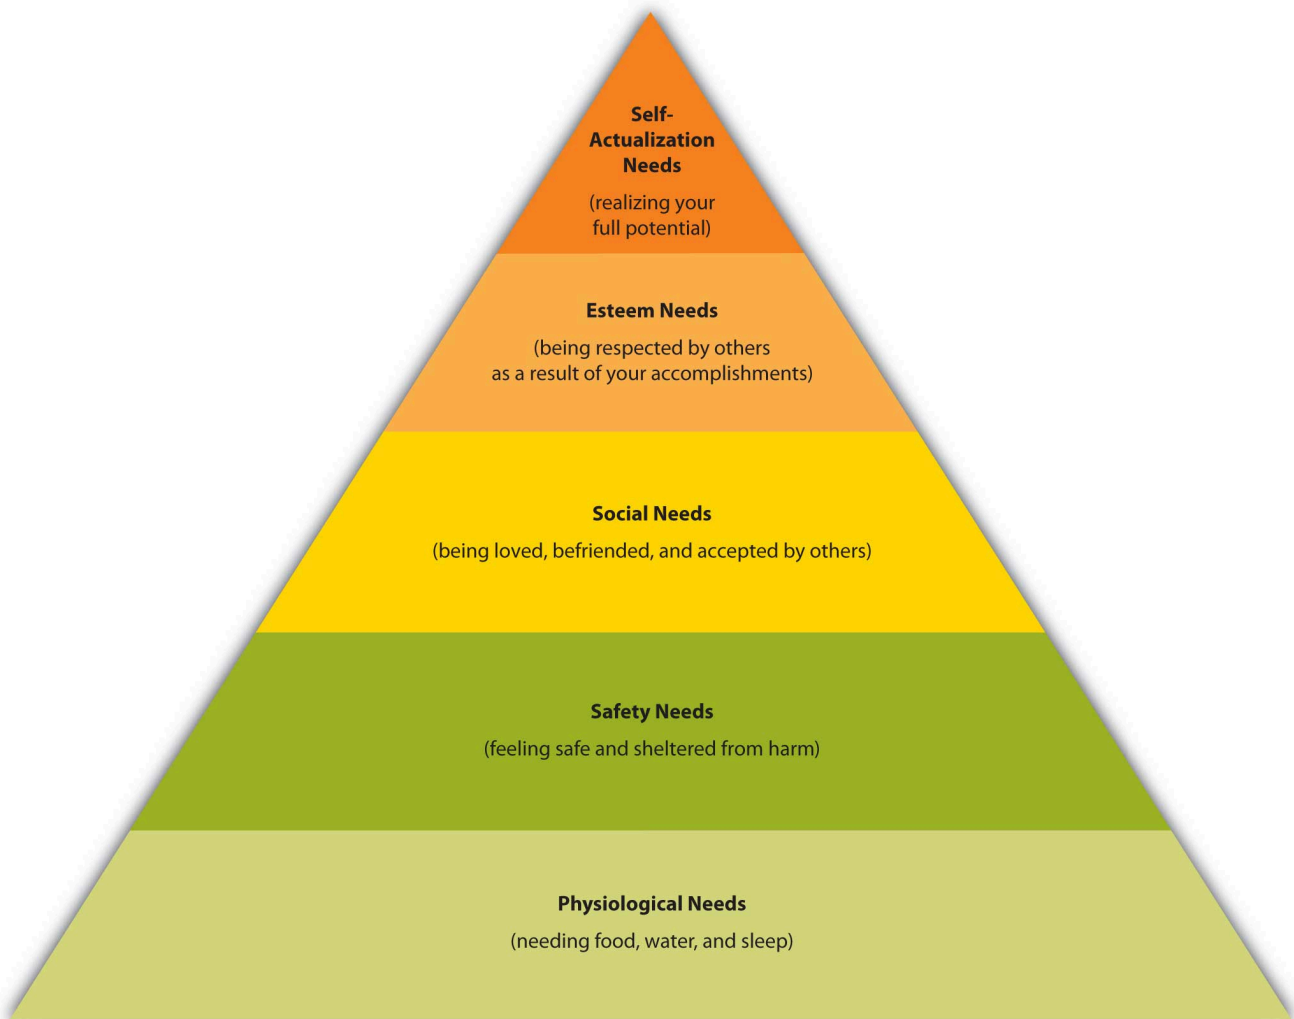 Self-
Actualization
Needs
(realizing your
full potential)
Esteem Needs
(being respected by others
as a result of your accomplishments)
Social Needs
(being loved, befriended, and accepted by others)
Safety Needs
(feeling safe and sheltered from harm)
Physiological Needs
(needing food, water, and sleep)